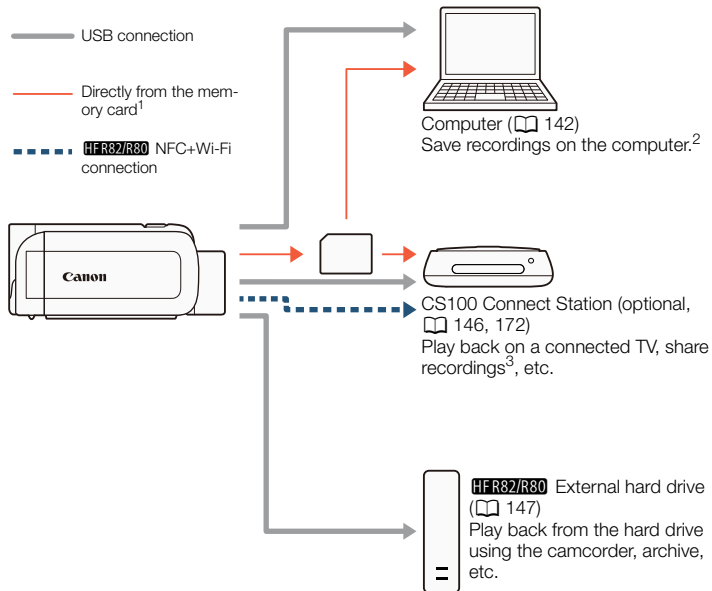 USB connection
Directly from the mem-
ory card1
HF R82/R80 NFC+Wi-Fi
connection
Canon
Computer (142)
Save recordings on the computer.2
CS100 Connect Station (optional,
146, 172)
Play back on a connected TV, share
recordings3, etc.
HF R82/R80 External hard drive
(147)
Play back from the hard drive
using the camcorder, archive,
etc.